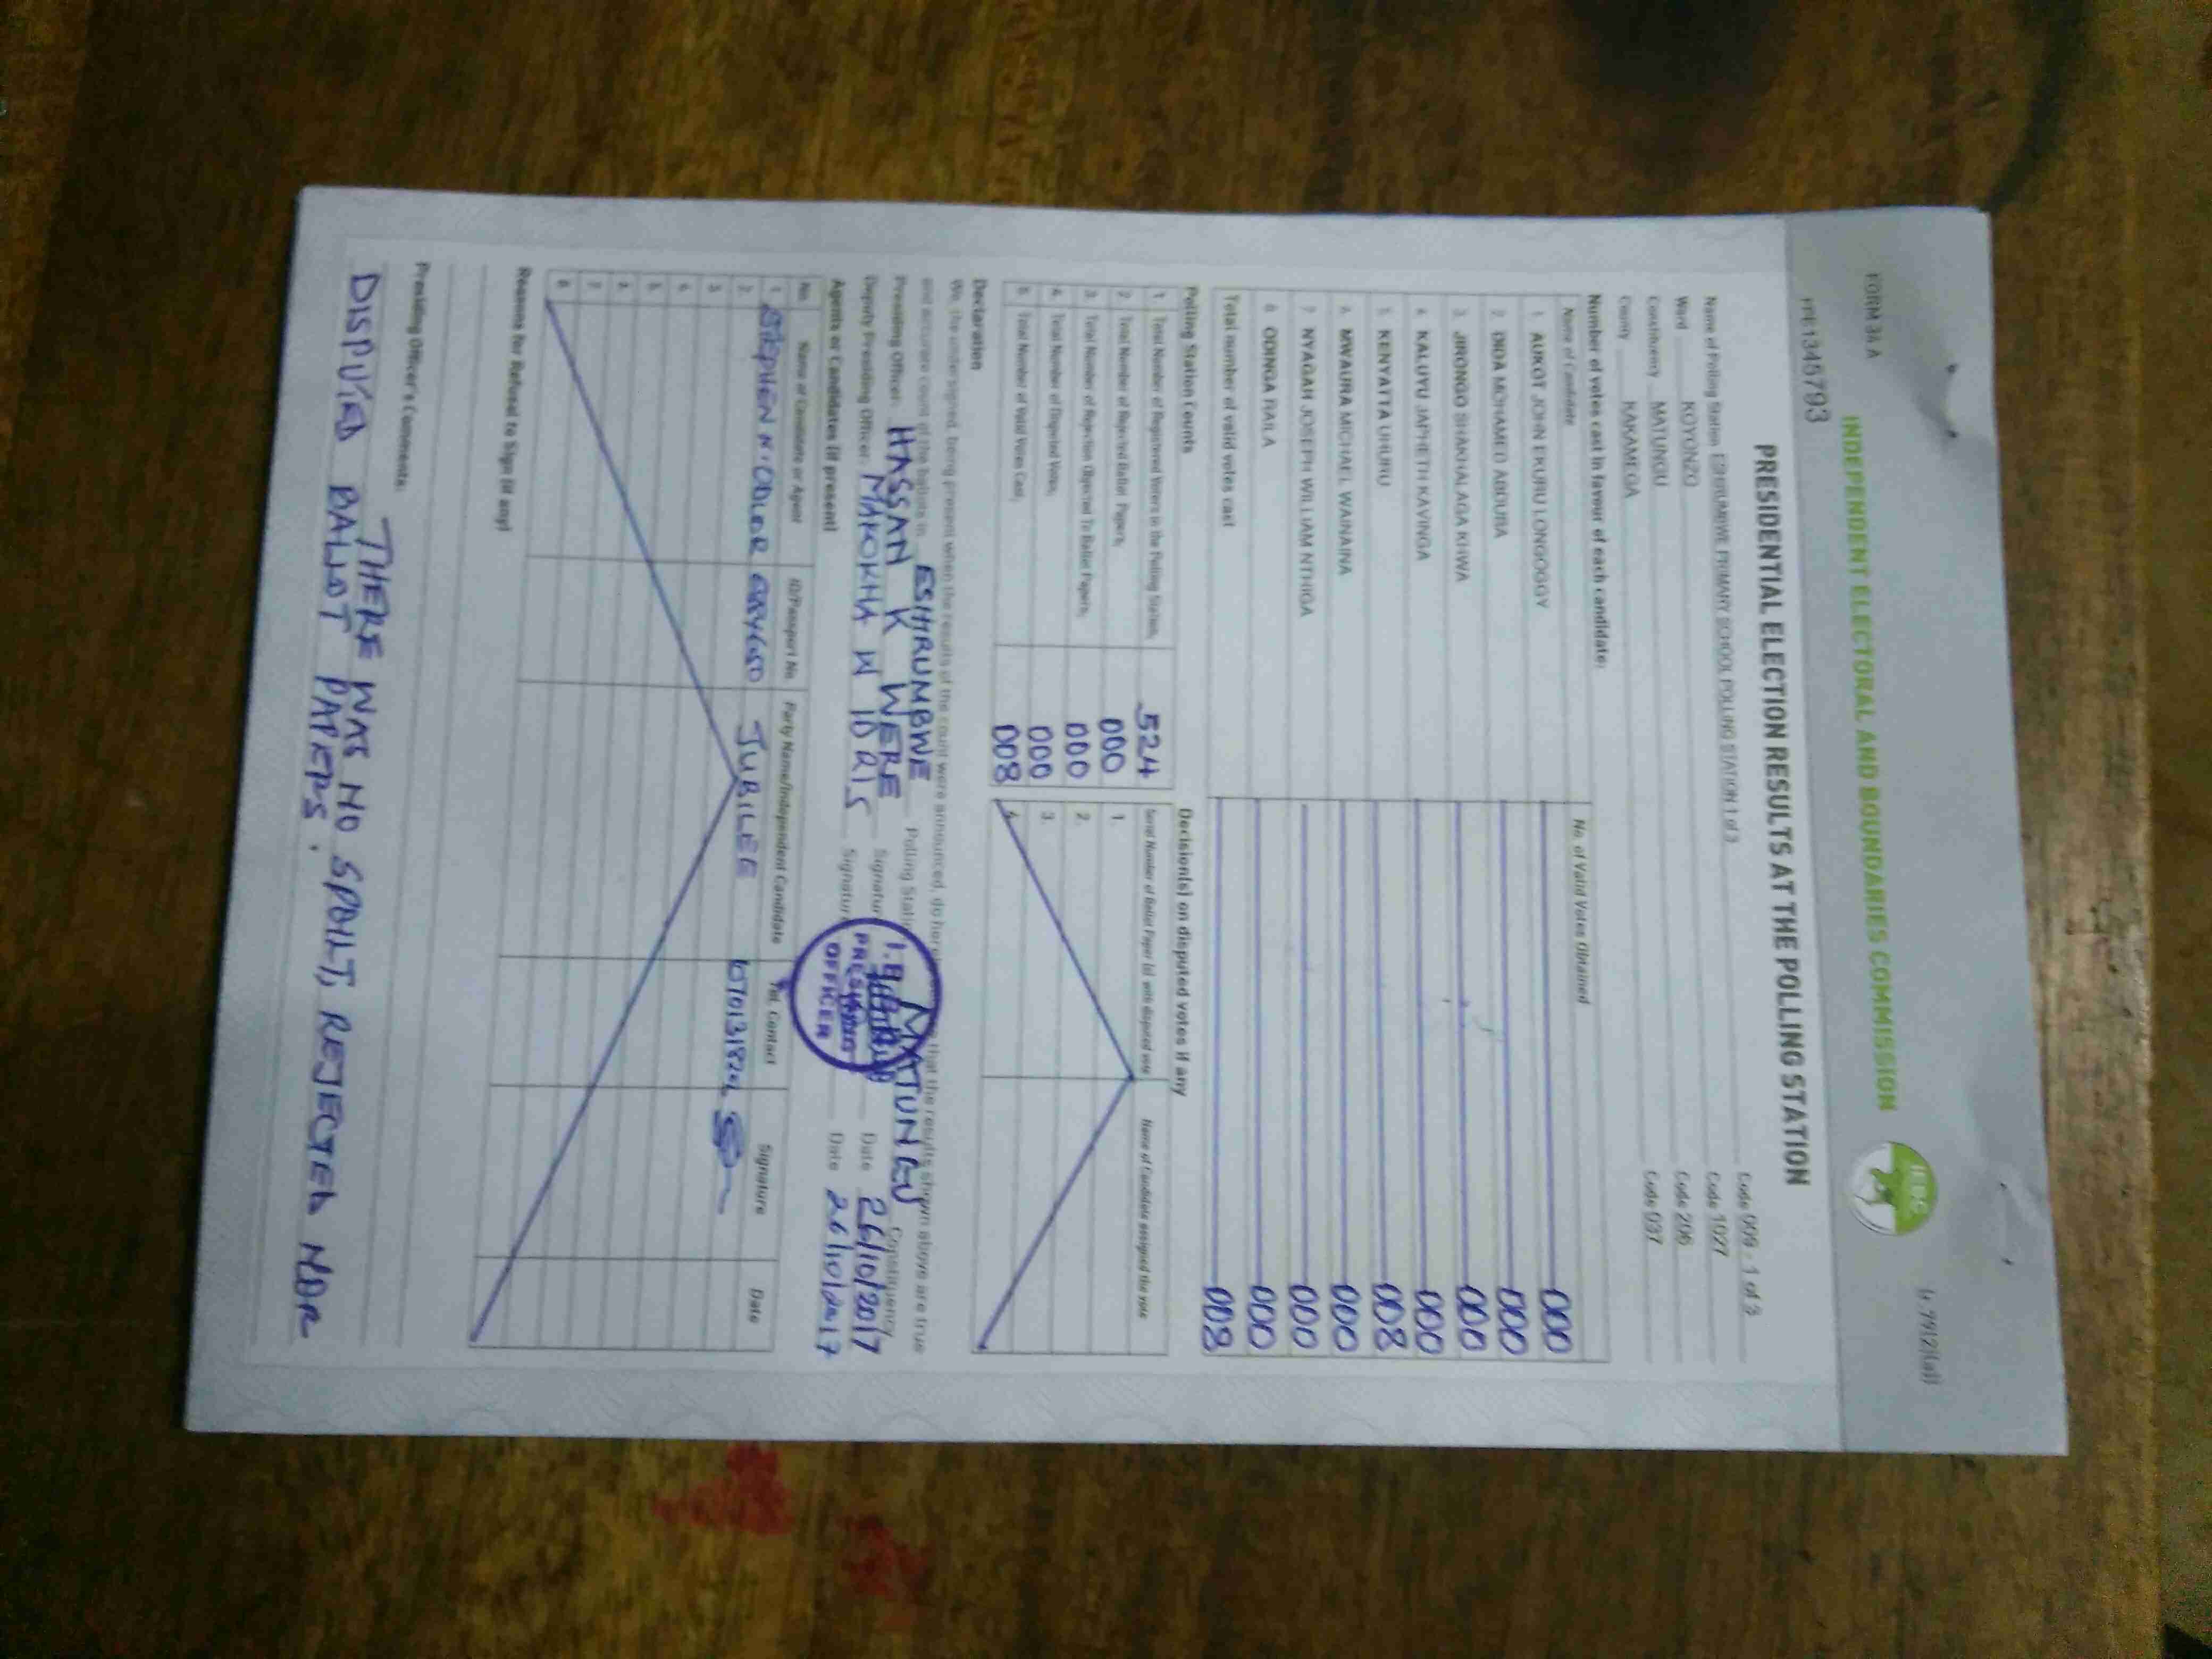 FORM 34 A
INDEPENDENT ELECTORAL AND BOUNDARIES COMMISSION
IEBC
PRESIDENTIAL ELECTION RESULTS AT THE POLLING STATION
Name of Polling Station ESHRUMBWE PRIMARY SCHOOL POLLING STATION 1 of 3 Code 009 - 1 of 3
Ward KOYONZO Code 1027
Constituency MATUNGU Code 206
County KAKAMEGA Code 037
Number of votes cast in favour of each candidate:
Name of Candidate No. of Valid Votes Obtained
1. AUKOT JOHN EKURU LONGOGGY 000
2. DIDA MOHAMED ABDUBA 000
3. JIRONGO SHAKHALAGA KHWA 000
4. KALUYU JAPHETH KAVINGA 000
5. KENYATTA UHURU 008
6. MWAURA MICHAEL WAINAINA 000
7. NYAGAH JOSEPH WILLIAM NTHIGA 000
8. ODINGA RAILA 000
Total number of valid votes cast 008
Polling Station Counts
1. Total Number of Registered Voters in the Polling Station, 524
2. Total Number of Rejected Ballot Papers, 000
3. Total Number of Rejection Objected To Ballot Papers, 000
4. Total Number of Disputed Votes, 000
5. Total Number of Valid Votes Cast, 008
Decision(s) on disputed votes if any
Serial Number of Ballot Paper (s) with disputed vote Name of Candidate assigned the vote
1.
2.
3.
4.
Declaration
We, the undersigned, being present when the results of the count were announced, do hereby that the results shown above are true
and accurate count of the ballots in ESHRUMBWE Polling Station MATUNGU Constituency
Presiding Officer: HASSAN K WERE Signature Date 26/10/2017
Deputy Presiding Officer: MAKOKHA W IDRIS Signature Date 26/10/2017
PRESIDING
OFFICER
Agents or Candidates (if present)
No. Name of Candidate or Agent ID/Passport No. Party Name/Independent Candidate Tel. Contact Signature Date
1. STEPHEN N. JUBILEE
2.
3.
4.
5.
6.
7.
8.
Reasons for Refusal to Sign (if any)
Presiding Officer's Comments:
THERE WAS NO SPOILT, REJECTED NOR
DISPUTED BALLOT PAPERS.